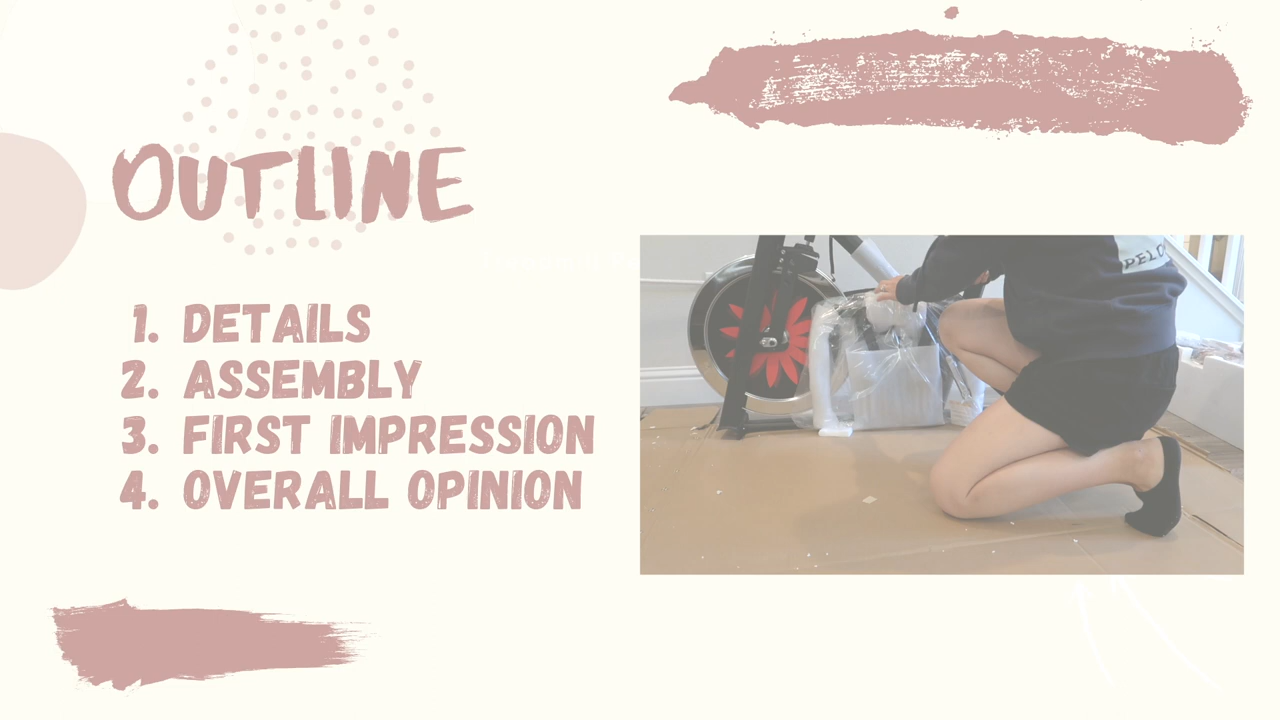 OUTLINE
1. DETAILS
2. ASSEMBLY
3. FIRST IMPRESSION
4. OVERALL OPINION